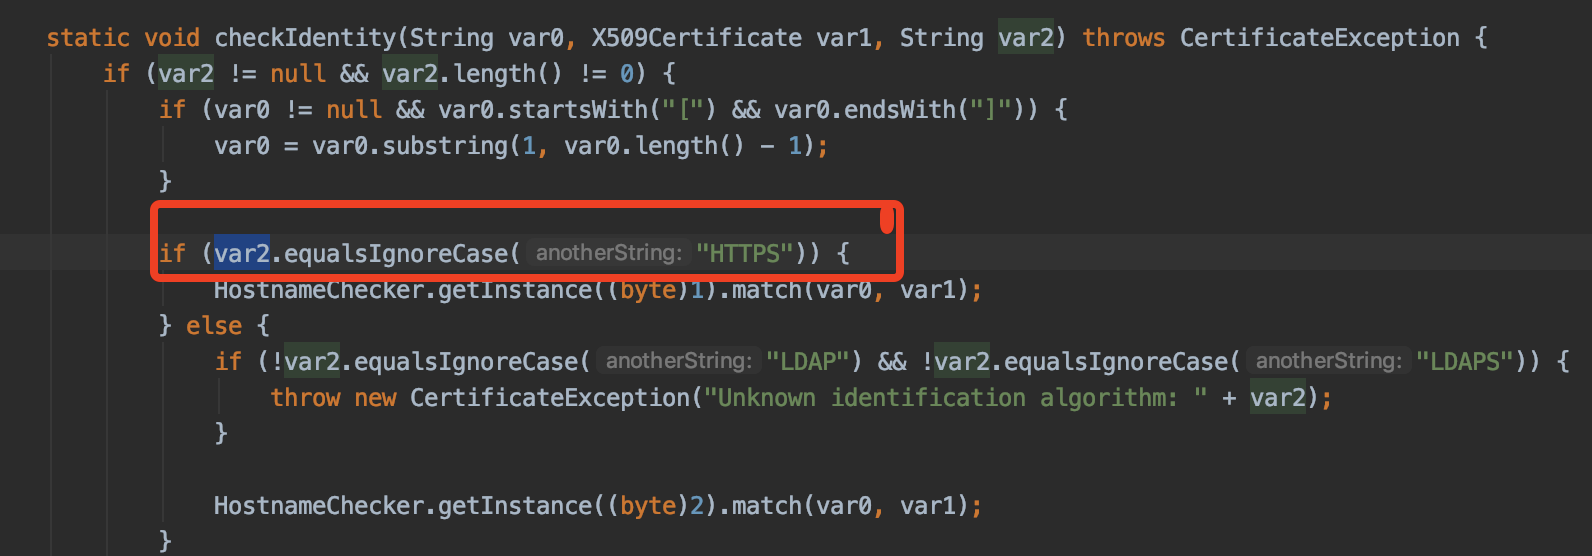 static void checkIdentity(String var0, X509Certificate var1, String var2) throws CertificateException {
if (var2 != null && var2.length() != 0) {
if (var0 != null && var0.startsWith("[") && var0.endsWith("]")) {
var0 = var0.substring(1, var0.length() - 1);
}
if (var2.equalsIgnoreCase( anotherString: "HTTPS")) {
HostnameChecker.getInstance((byte)1).match(var0, var1);
} else {
if (!var2.equalsIgnoreCase( anotherString: "LDAP") && !var2.equalsIgnoreCase( anotherString: "LDAPS")) {
throw new CertificateException("Unknown identification algorithm: " + var2);
}
HostnameChecker.getInstance((byte)2).match(var0, var1);
}